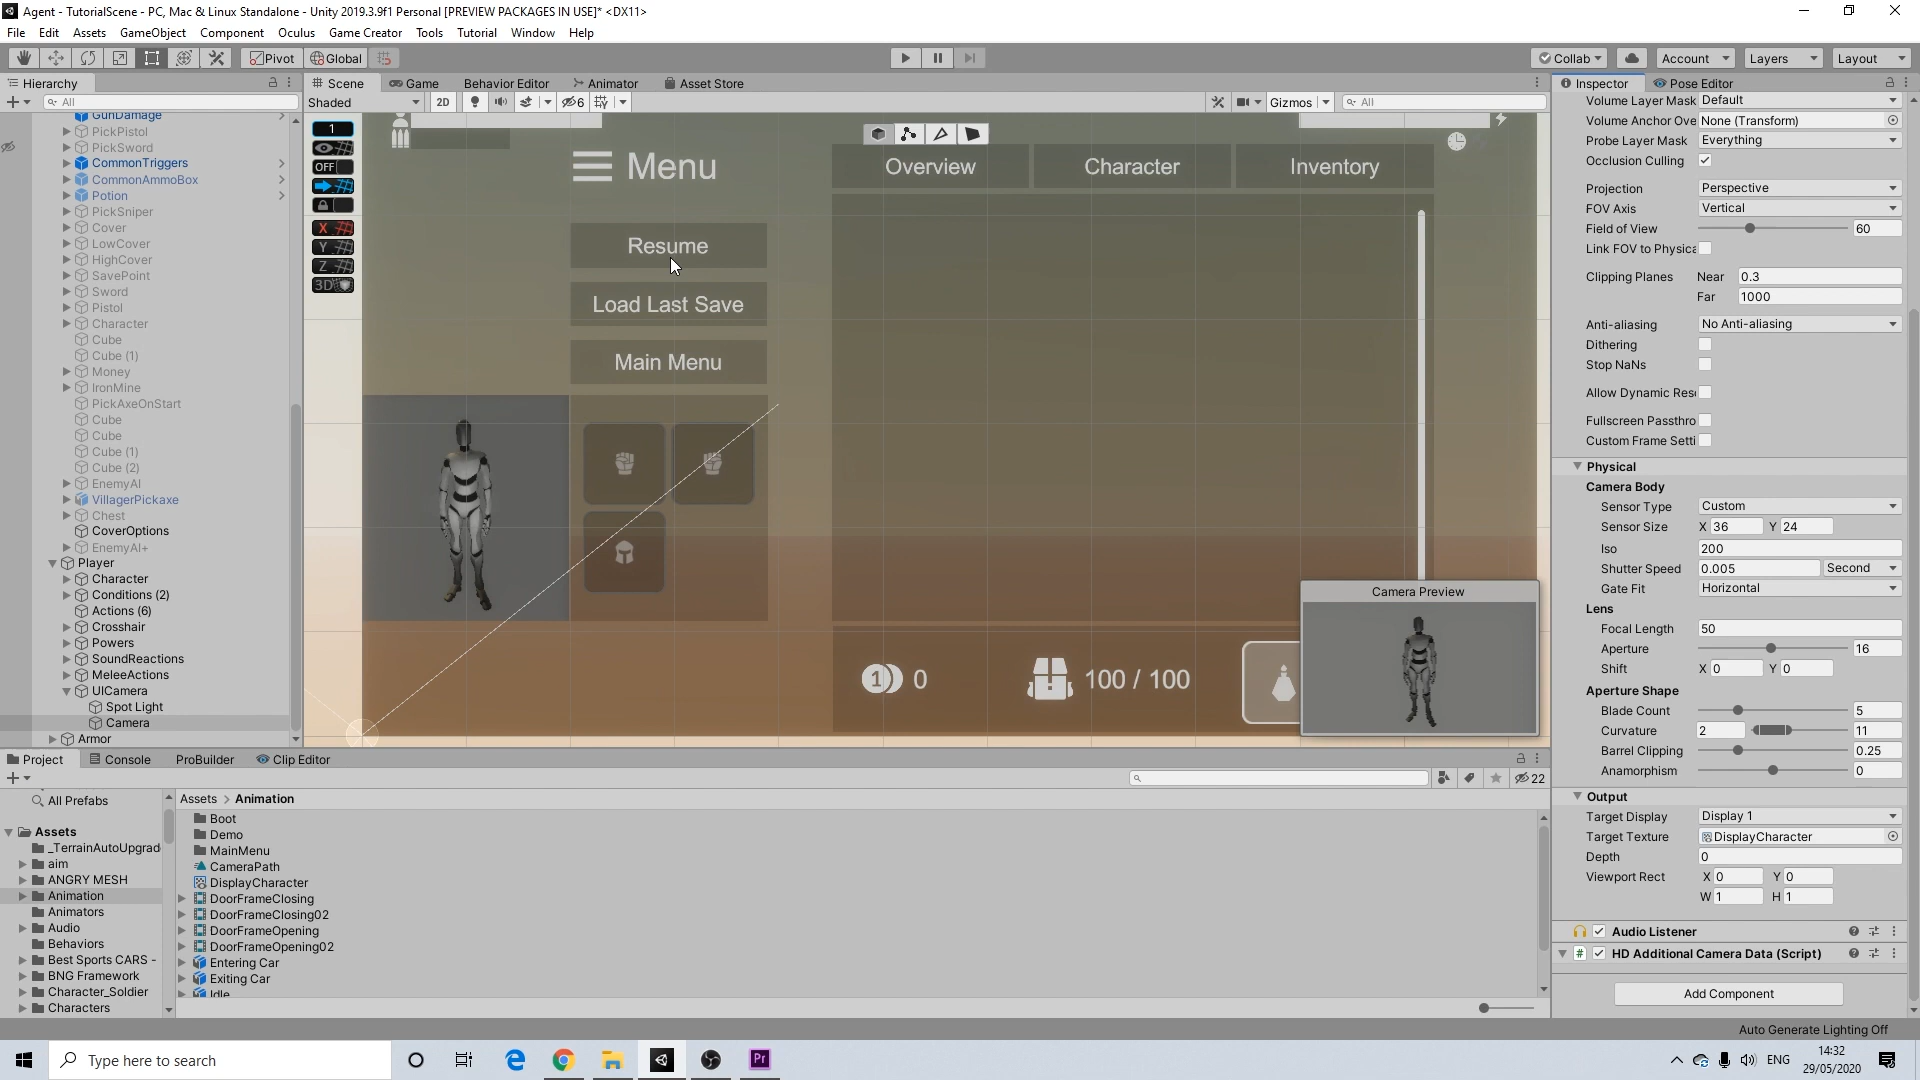 Agent - TutorialScene - PC, Mac & Linux Standalone - Unity 2019.3.9f1 Personal [PREVIEW PACKAGES IN USE]* <DX11>
File Edit Assets GameObject Component Oculus Game Creator Tools Tutorial Window Help
Pivot Global Collab Account Layers Layout
Hierarchy
All
GunDamage
PickPistol
PickSword
CommonTriggers
CommonAmmoBox
Potion
PickSniper
Cover
LowCover
HighCover
SavePoint
Sword
Pistol
Character
Cube
Cube (1)
Money
IronMine
PickAxeOnStart
Cube
Cube
Cube (1)
Cube (2)
EnemyAI
VillagerPickaxe
Chest
CoverOptions
EnemyAI+
Player
Character
Conditions (2)
Actions (6)
Crosshair
Powers
SoundReactions
MeleeActions
UICamera
Spot Light
Camera
Armor
Scene Game Behavior Editor Animator Asset Store
Shaded 2D 6 Gizmos All
1
OFF
X
Y
Z
3D
Menu
Resume
Load Last Save
Main Menu
Overview Character Inventory
1 0 100 / 100
Camera Preview
Inspector Pose Editor
Volume Layer Mask Default
Volume Anchor Ove None (Transform)
Probe Layer Mask Everything
Occlusion Culling
Projection Perspective
FOV Axis Vertical
Field of View 60
Link FOV to Physica
Clipping Planes Near 0.3
Far 1000
Anti-aliasing No Anti-aliasing
Dithering
Stop NaNs
Allow Dynamic Res
Fullscreen Passthro
Custom Frame Setti
Physical
Camera Body
Sensor Type Custom
Sensor Size X 36 Y 24
Iso 200
Shutter Speed 0.005 Second
Gate Fit Horizontal
Lens
Focal Length 50
Aperture 16
Shift X 0 Y 0
Aperture Shape
Blade Count 5
Curvature 2 11
Barrel Clipping 0.25
Anamorphism 0
Output
Target Display Display 1
Target Texture DisplayCharacter
Depth 0
Viewport Rect X 0 Y 0
W 1 H 1
Audio Listener
# HD Additional Camera Data (Script)
Add Component
Auto Generate Lighting Off
Project Console ProBuilder Clip Editor
22
All Prefabs
Assets
_TerrainAutoUpgrad
aim
ANGRY MESH
Animation
Animators
Audio
Behaviors
Best Sports CARS -
BNG Framework
Character_Soldier
Characters
Assets > Animation
Boot
Demo
MainMenu
CameraPath
DisplayCharacter
DoorFrameClosing
DoorFrameClosing02
DoorFrameOpening
DoorFrameOpening02
Entering Car
Exiting Car
Idle
Type here to search
Pr
ENG
14:32
29/05/2020